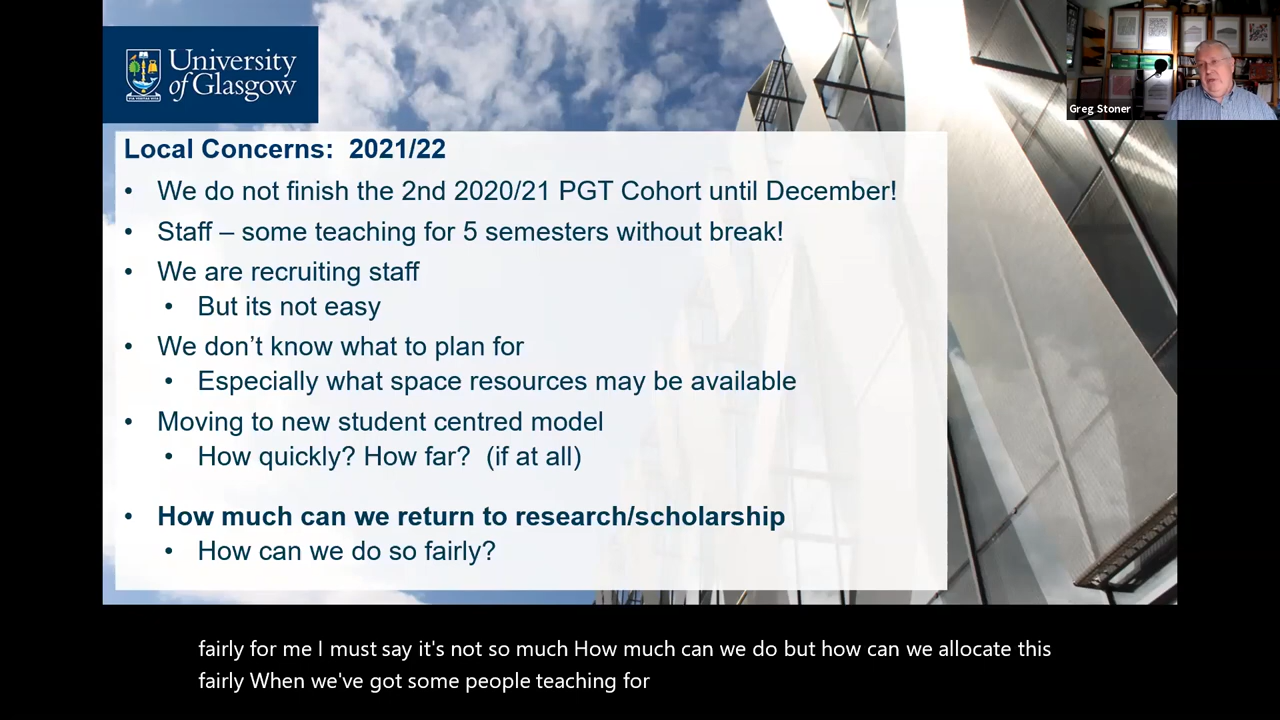 University
of Glasgow
Greg Stoner
Local Concerns: 2021/22
• We do not finish the 2nd 2020/21 PGT Cohort until December!
• Staff – some teaching for 5 semesters without break!
• We are recruiting staff
• But its not easy
• We don’t know what to plan for
• Especially what space resources may be available
• Moving to new student centred model
• How quickly? How far? (if at all)
• How much can we return to research/scholarship
• How can we do so fairly?
fairly for me I must say it's not so much How much can we do but how can we allocate this
fairly When we've got some people teaching for